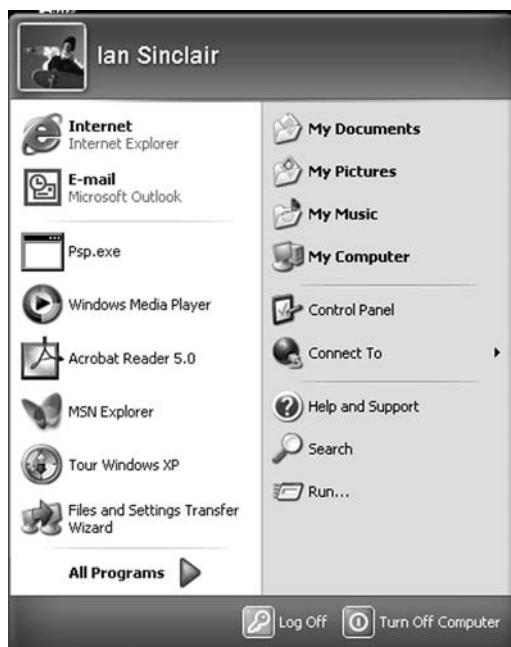 Ian Sinclair
Internet
Internet Explorer
E-mail
Microsoft Outlook
Psp.exe
Windows Media Player
Acrobat Reader 5.0
MSN Explorer
Tour Windows XP
Files and Settings Transfer
Wizard
All Programs
My Documents
My Pictures
My Music
My Computer
Control Panel
Connect To
Help and Support
Search
Run...
Log Off
Turn Off Computer